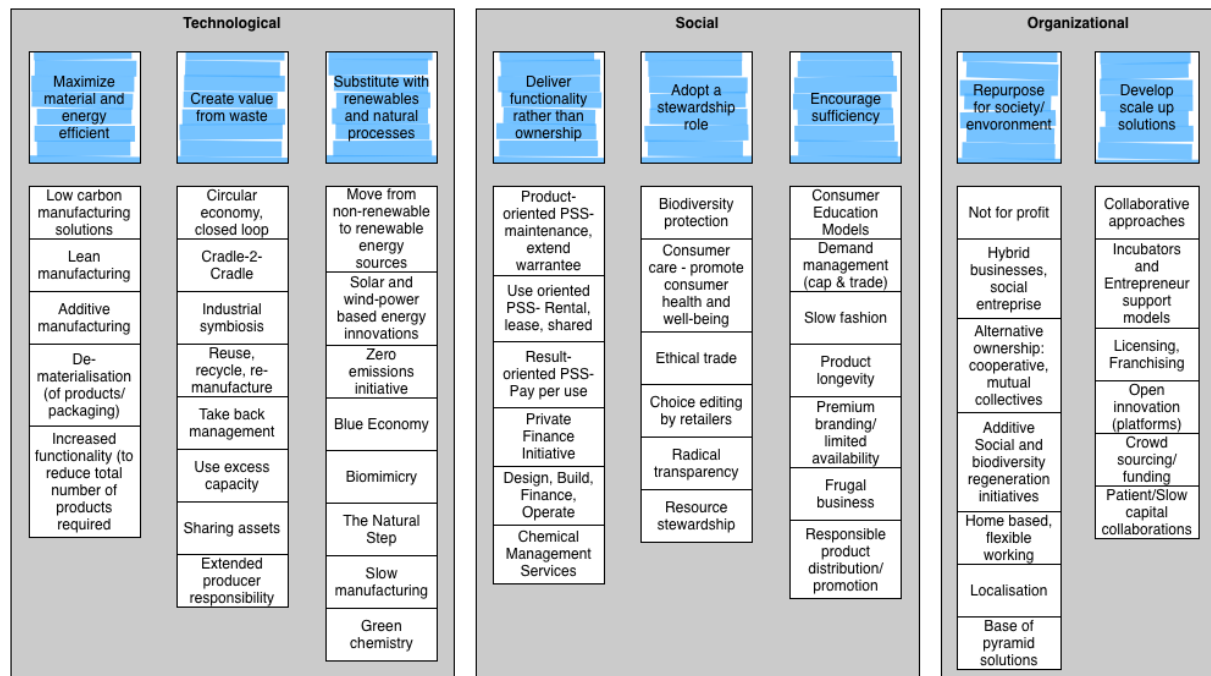 Technological
Maximize
material and
energy
efficient
Low carbon
manufacturing
solutions
Lean
manufacturing
Additive
manufacturing
De-
materialisation
(of products/
packaging)
Increased
functionality (to
reduce total
number of
products
required
Create value
from waste
Circular
economy,
closed loop
Cradle-2-
Cradle
Industrial
symbiosis
Reuse,
recycle, re-
manufacture
Take back
management
Use excess
capacity
Sharing assets
Extended
producer
responsibility
Substitute with
renewables
and natural
processes
Move from
non-renewable
to renewable
energy
sources
Solar and
wind-power
based energy
innovations
Zero
emissions
initiative
Blue Economy
Biomimicry
The Natural
Step
Slow
manufacturing
Green
chemistry
Social
Deliver
functionality
rather than
ownership
Product-
oriented PSS-
maintenance,
extend
warrantee
Use oriented
PSS- Rental,
lease, shared
Result-
oriented PSS-
Pay per use
Private
Finance
Initiative
Design, Build,
Finance,
Operate
Chemical
Management
Services
Adopt a
stewardship
role
Biodiversity
protection
Consumer
care - promote
consumer
health and
well-being
Ethical trade
Choice editing
by retailers
Radical
transparency
Resource
stewardship
Encourage
sufficiency
Consumer
Education
Models
Demand
management
(cap & trade)
Slow fashion
Product
longevity
Premium
branding/
limited
availability
Frugal
business
Responsible
product
distribution/
promotion
Organizational
Repurpose
for society/
envoronment
Not for profit
Hybrid
businesses,
social
entreprise
Alternative
ownership:
cooperative,
mutual
collectives
Additive
Social and
biodiversity
regeneration
initiatives
Home based,
flexible
working
Localisation
Base of
pyramid
solutions
Develop
scale up
solutions
Collaborative
approaches
Incubators and
Entrepreneur
support
models
Licensing,
Franchising
Open
innovation
(platforms)
Crowd
sourcing/
funding
Patient/Slow
capital
collaborations